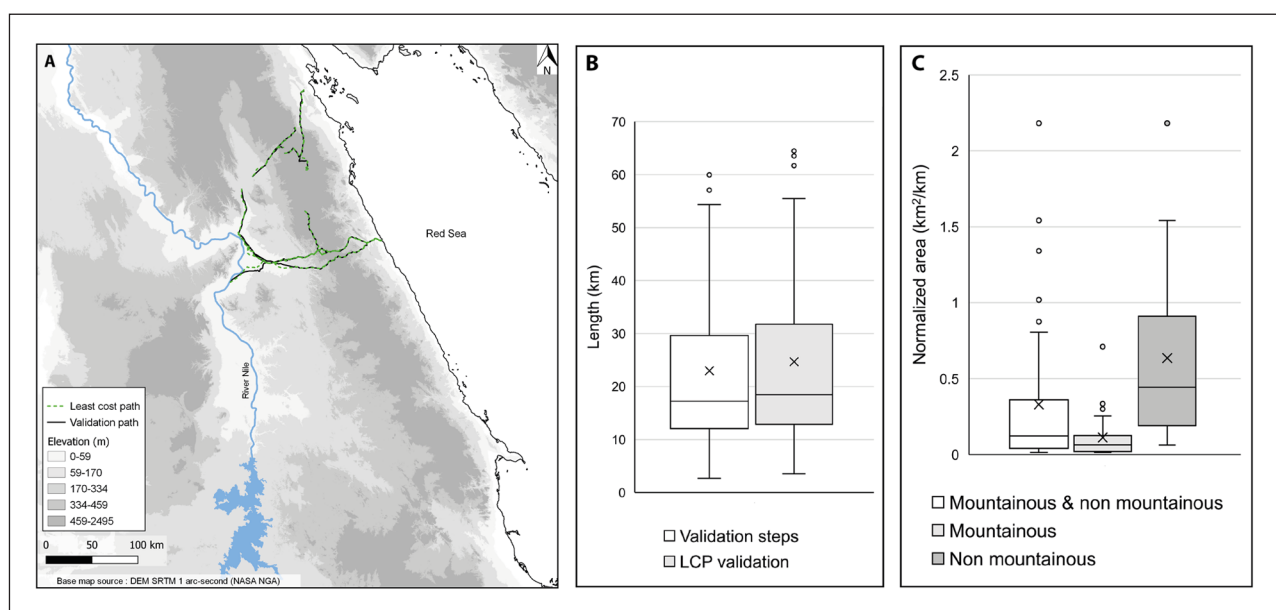 A
N
Red Sea
River Nile
Least cost path
Validation path
Elevation (m)
0-59
59-170
170-334
334-459
459-2495
0 50 100 km
Base map source : DEM SRTM 1 arc-second (NASA NGA)
B
Length (km)
70
60
50
40
30
20
10
0
Validation steps
LCP validation
C
Normalized area (km²/km)
2.5
2
1.5
1
0.5
0
Mountainous & non mountainous
Mountainous
Non mountainous